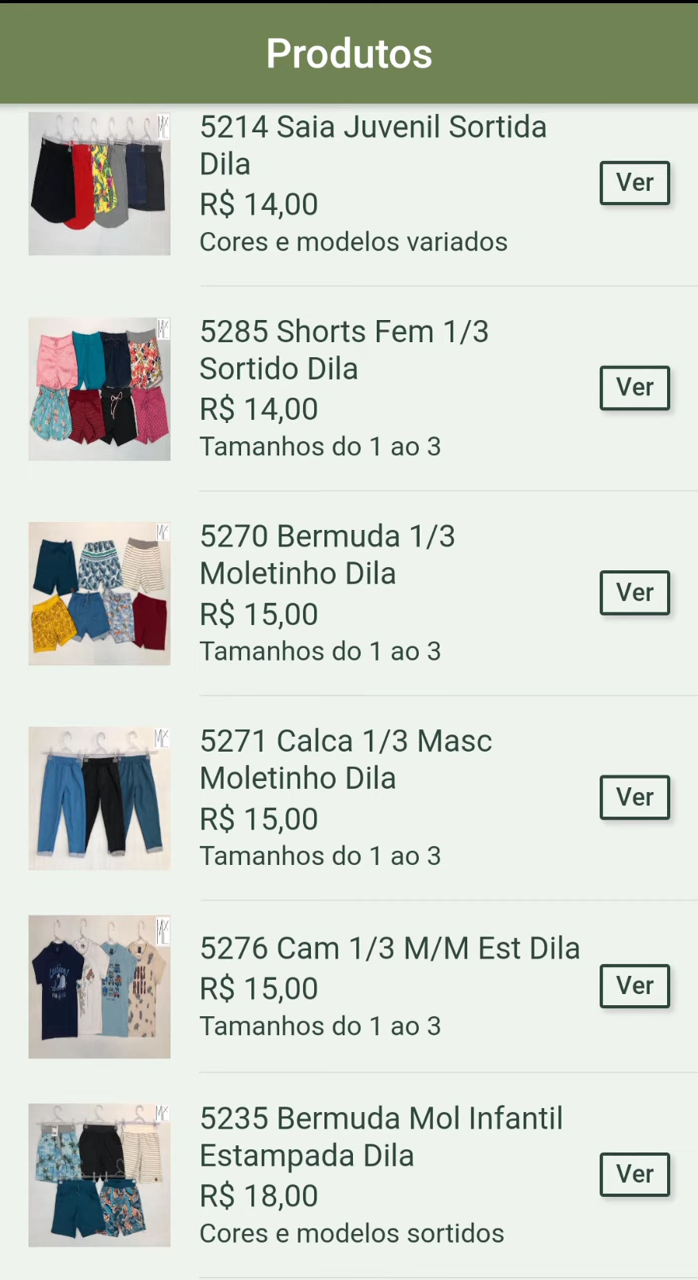 Produtos
5214 Saia Juvenil Sortida
Dila
R$ 14,00
Cores e modelos variados
Ver
5285 Shorts Fem 1/3
Sortido Dila
R$ 14,00
Tamanhos do 1 ao 3
Ver
5270 Bermuda 1/3
Moletinho Dila
R$ 15,00
Tamanhos do 1 ao 3
Ver
5271 Calca 1/3 Masc
Moletinho Dila
R$ 15,00
Tamanhos do 1 ao 3
Ver
5276 Cam 1/3 M/M Est Dila
R$ 15,00
Tamanhos do 1 ao 3
Ver
5235 Bermuda Mol Infantil
Estampada Dila
R$ 18,00
Cores e modelos sortidos
Ver